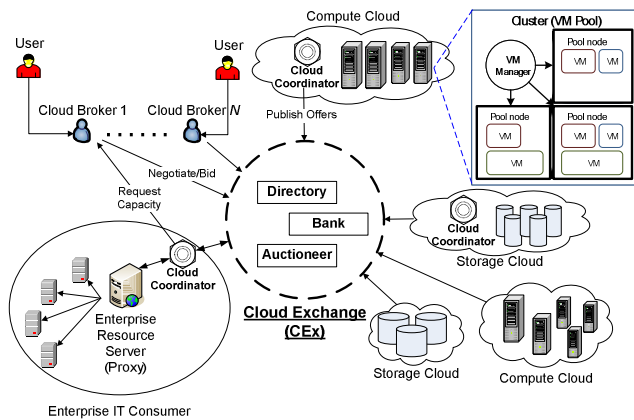 Compute Cloud
User
User
Cloud
Coordinator
Cluster (VM Pool)
VM
Manager
Pool node
VM
VM
Pool node
VM
VM
Pool node
VM
VM
VM
Cloud Broker 1
Cloud Broker N
Publish Offers
Negotiate/Bid
Request
Capacity
Directory
Bank
Auctioneer
Cloud
Coordinator
Storage Cloud
Cloud
Coordinator
Enterprise
Resource
Server
(Proxy)
Cloud Exchange
(CEx)
Storage Cloud
Compute Cloud
Enterprise IT Consumer